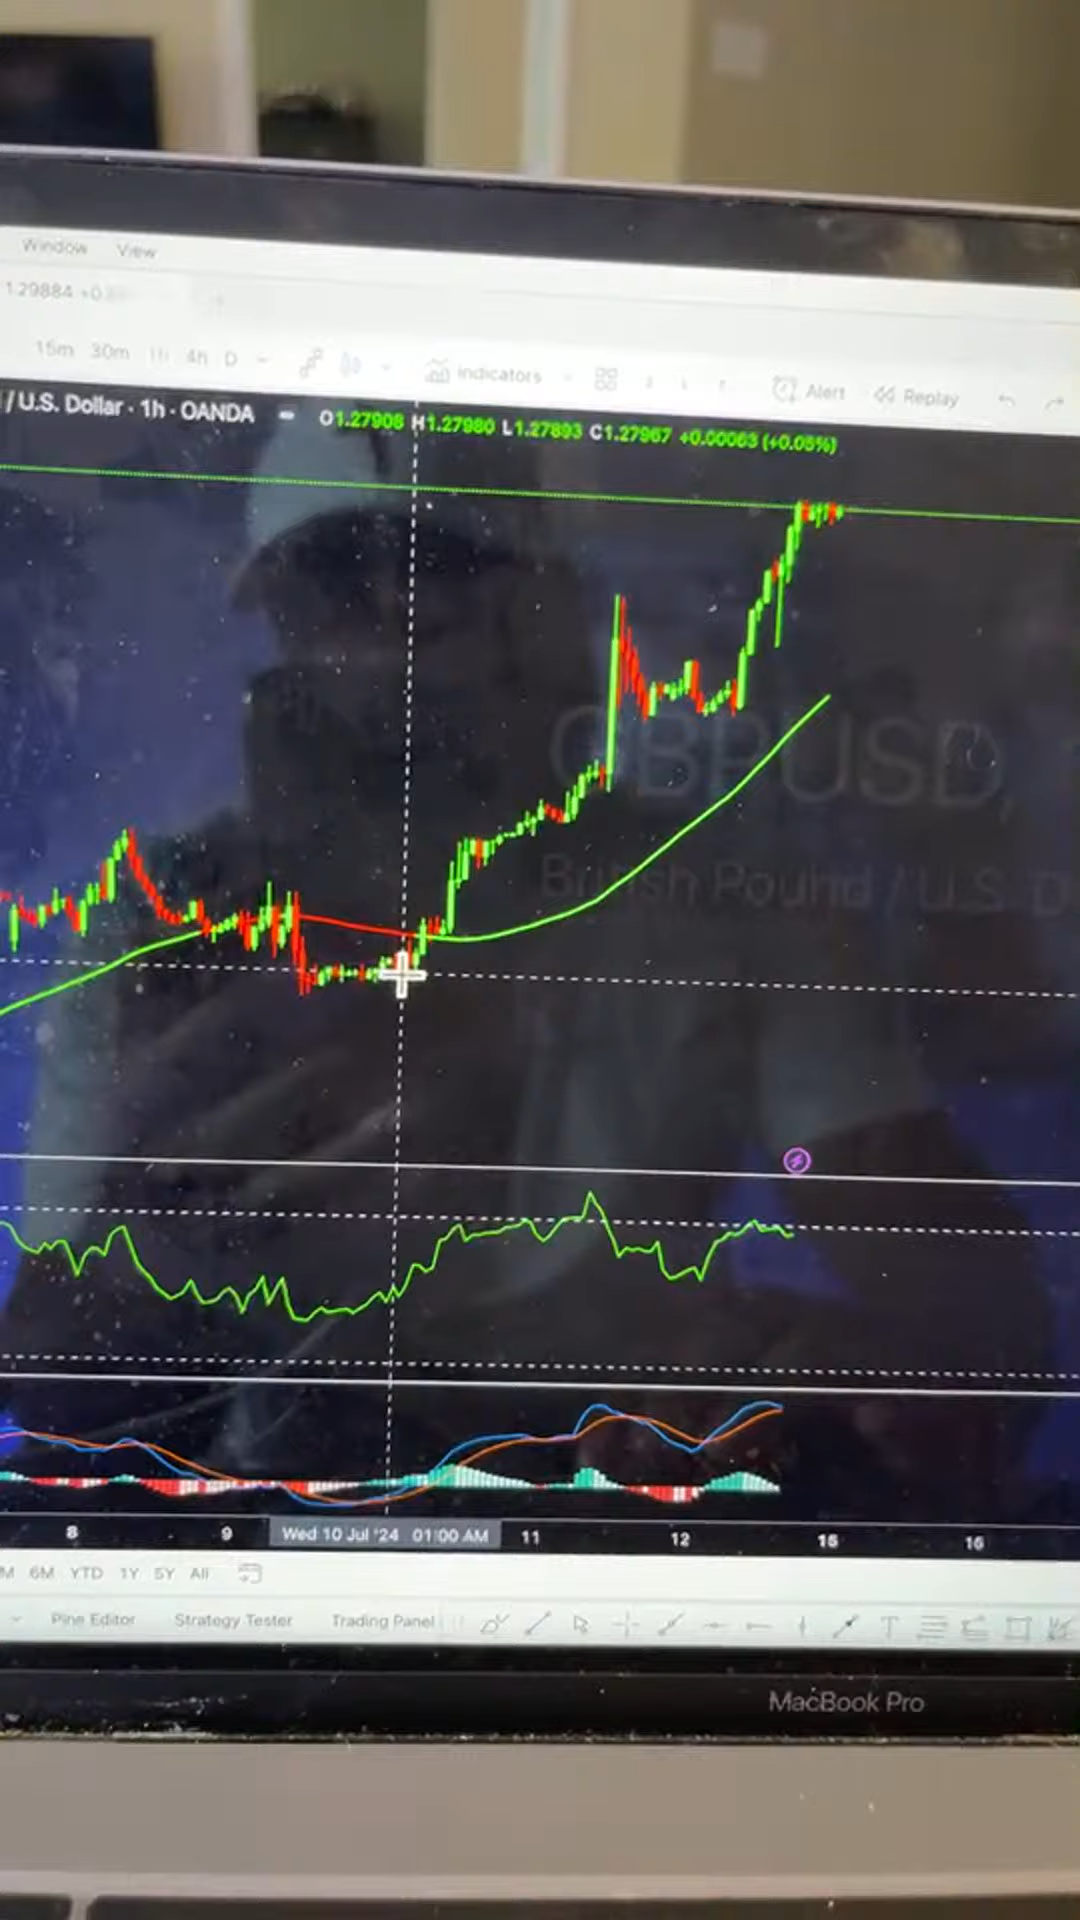 Window View
1.29884
15m 30m 1h 4h D Indicators Alert Replay
/ U.S. Dollar · 1h · OANDA O1.27908 H1.27980 L1.27893 C1.27967 +0.00063 (+0.05%)
GBPUSD,
British Pound / U.S. D
8 9 Wed 10 Jul '24 01:00 AM 11 12 15 16
M 6M YTD 1Y 5Y All
Pine Editor Strategy Tester Trading Panel
MacBook Pro